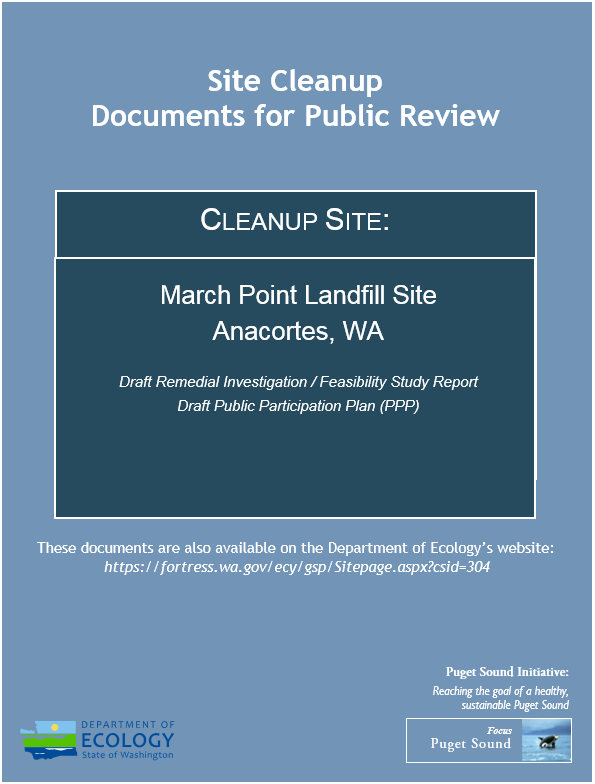 Site Cleanup
Documents for Public Review
CLEANUP SITE:
March Point Landfill Site
Anacortes, WA
Draft Remedial Investigation / Feasibility Study Report
Draft Public Participation Plan (PPP)
These documents are also available on the Department of Ecology's website:
https://fortress.wa.gov/ecy/gsp/Sitepage.aspx?csid=304
Puget Sound Initiative:
Reaching the goal of a healthy,
sustainable Puget Sound
DEPARTMENT OF
ECOLOGY
State of Washington
Focus
Puget Sound